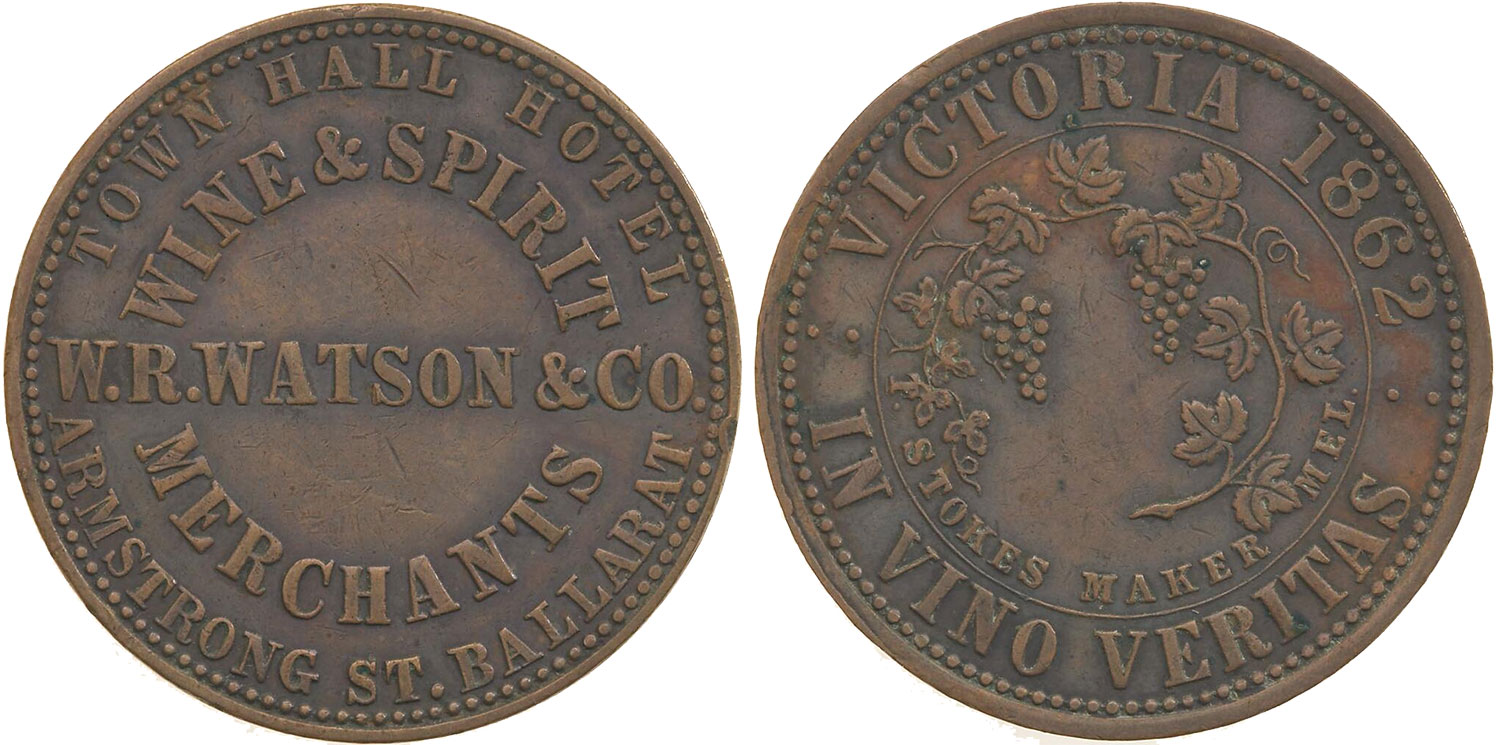 TOWN HALL HOTEL
WINE & SPIRIT
W.R.WATSON & CO.
MERCHANTS
ARMSTRONG ST. BALLARAT
VICTORIA 1862
T. STOKES MAKER MEL.
IN VINO VERITAS